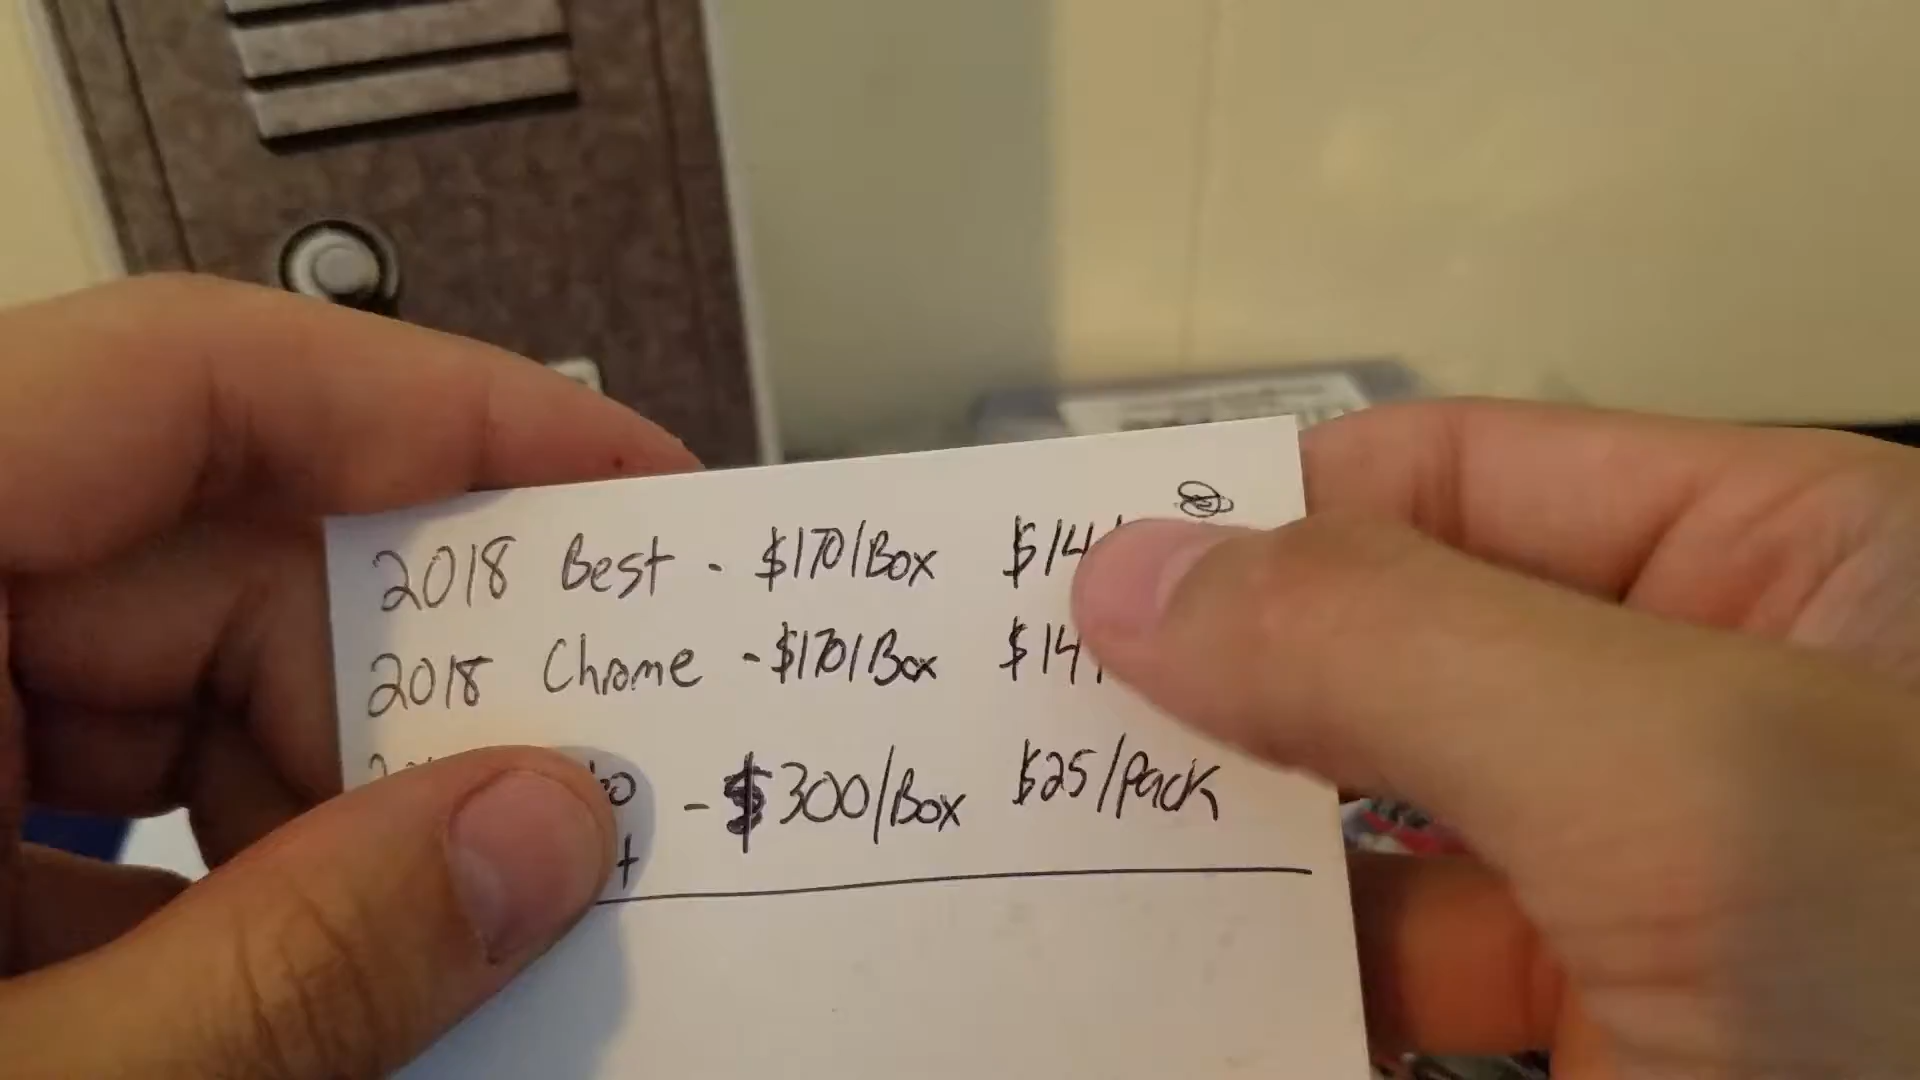 2018 Best - $170/Box $14
2018 Chrome - $170/Box $14
- $300/Box $25/Pack